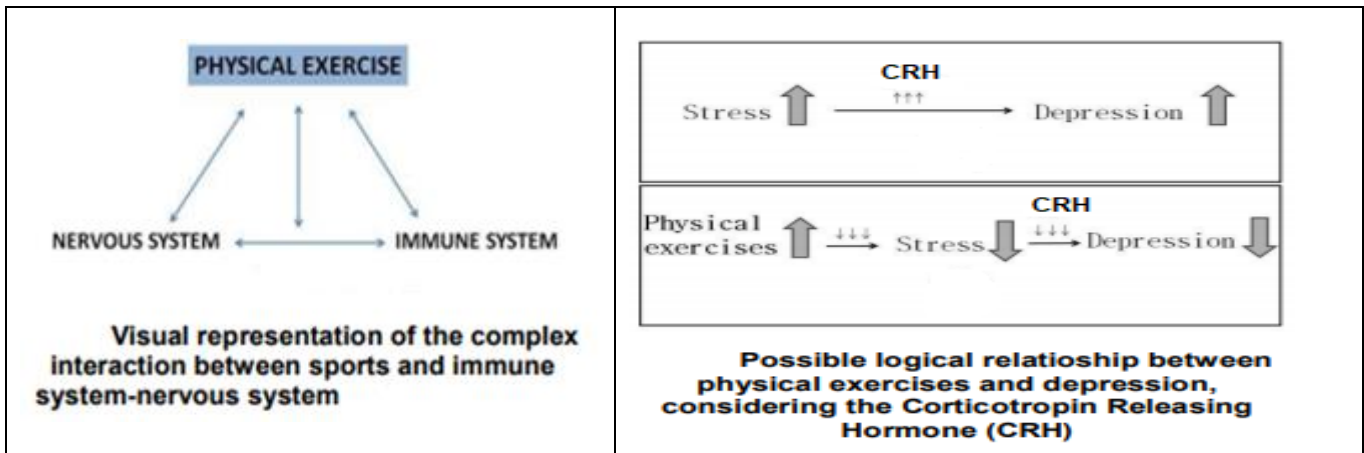 PHYSICAL EXERCISE
NERVOUS SYSTEM
IMMUNE SYSTEM
Visual representation of the complex
interaction between sports and immune
system-nervous system
CRH
Stress ↑↑↑ Depression
CRH
Physical
exercises ↓↓↓ Stress ↓↓↓ Depression
Possible logical relatioship between
physical exercises and depression,
considering the Corticotropin Releasing
Hormone (CRH)